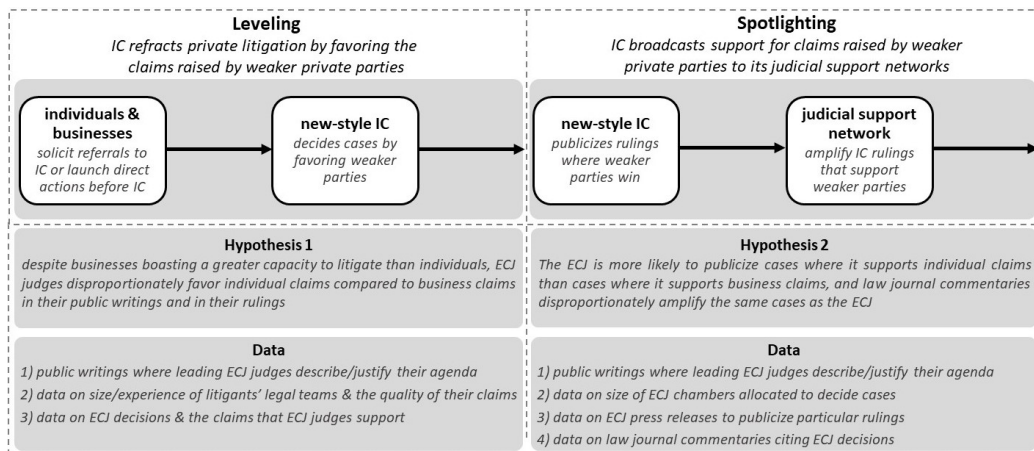 Leveling
IC refracts private litigation by favoring the
claims raised by weaker private parties
individuals &
businesses
solicit referrals to
IC or launch direct
actions before IC
new-style IC
decides cases by
favoring weaker
parties
Spotlighting
IC broadcasts support for claims raised by weaker
private parties to its judicial support networks
new-style IC
publicizes rulings
where weaker
parties win
judicial support
network
amplify IC rulings
that support
weaker parties
Hypothesis 1
despite businesses boasting a greater capacity to litigate than individuals, ECJ
judges disproportionately favor individual claims compared to business claims
in their public writings and in their rulings
Hypothesis 2
The ECJ is more likely to publicize cases where it supports individual claims
than cases where it supports business claims, and law journal commentaries
disproportionately amplify the same cases as the ECJ
Data
1) public writings where leading ECJ judges describe/justify their agenda
2) data on size/experience of litigants' legal teams & the quality of their claims
3) data on ECJ decisions & the claims that ECJ judges support
Data
1) public writings where leading ECJ judges describe/justify their agenda
2) data on size of ECJ chambers allocated to decide cases
3) data on ECJ press releases to publicize particular rulings
4) data on law journal commentaries citing ECJ decisions